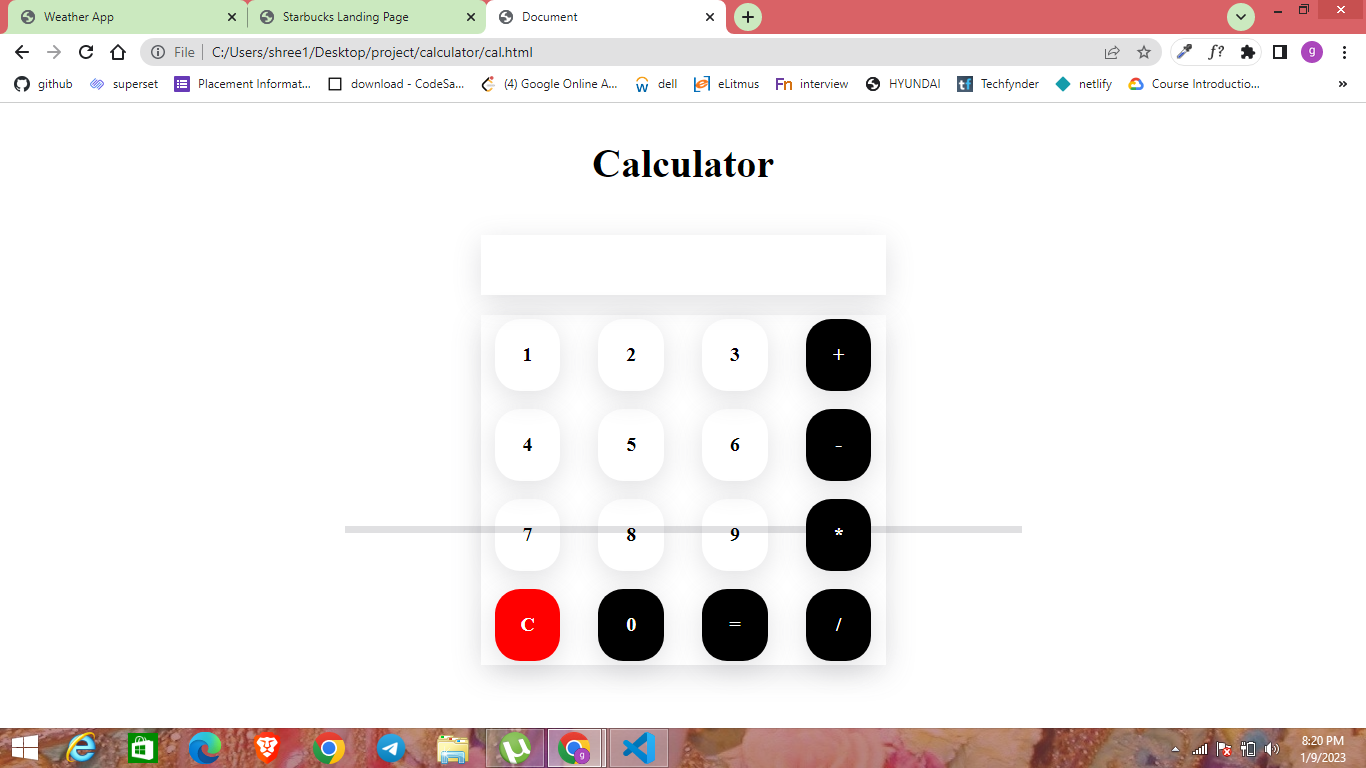 Weather App
Starbucks Landing Page
Document
File
C:/Users/shree1/Desktop/project/calculator/cal.html
f?
g
github
superset
Placement Informat...
download - CodeSa...
(4) Google Online A...
dell
eLitmus
Fn
interview
HYUNDAI
tf
Techfynder
netlify
Course Introductio...
»
Calculator
1 2 3 +
4 5 6 -
7 8 9 *
C 0 = /
g
8:20 PM
1/9/2023